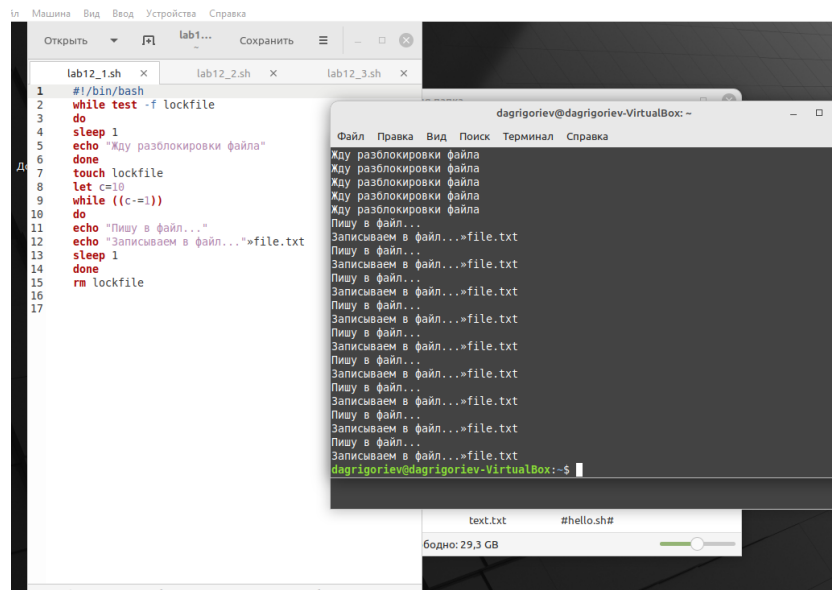 Машина Вид Ввод Устройства Справка
Открыть lab1... Сохранить
lab12_1.sh × lab12_2.sh × lab12_3.sh ×
1 #!/bin/bash
2 while test -f lockfile
3 do
4 sleep 1
5 echo "Жду разблокировки файла"
6 done
7 touch lockfile
8 let c=10
9 while ((c-=1))
10 do
11 echo "Пишу в файл..."
12 echo "Записываем в файл..."»file.txt
13 sleep 1
14 done
15 rm lockfile
16
17
dagrigoriev@dagrigoriev-VirtualBox: ~
Файл Правка Вид Поиск Терминал Справка
Жду разблокировки файла
Жду разблокировки файла
Жду разблокировки файла
Жду разблокировки файла
Жду разблокировки файла
Пишу в файл...
Записываем в файл...»file.txt
Пишу в файл...
Записываем в файл...»file.txt
Пишу в файл...
Записываем в файл...»file.txt
Пишу в файл...
Записываем в файл...»file.txt
Пишу в файл...
Записываем в файл...»file.txt
Пишу в файл...
Записываем в файл...»file.txt
Пишу в файл...
Записываем в файл...»file.txt
Пишу в файл...
Записываем в файл...»file.txt
Пишу в файл...
Записываем в файл...»file.txt
dagrigoriev@dagrigoriev-VirtualBox:~$
text.txt #hello.sh#
бодно: 29,3 GB